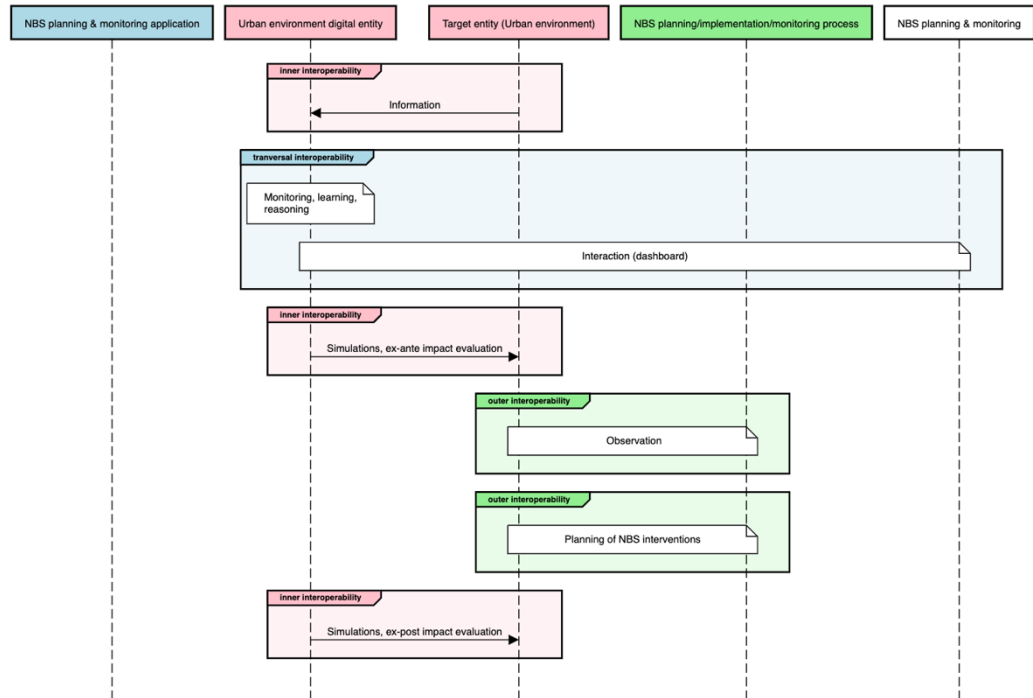 NBS planning & monitoring application
Urban environment digital entity
Target entity (Urban environment)
NBS planning/implementation/monitoring process
NBS planning & monitoring
inner interoperability
Information
tranversal interoperability
Monitoring, learning,
reasoning
Interaction (dashboard)
inner interoperability
Simulations, ex-ante impact evaluation
outer interoperability
Observation
outer interoperability
Planning of NBS interventions
inner interoperability
Simulations, ex-post impact evaluation